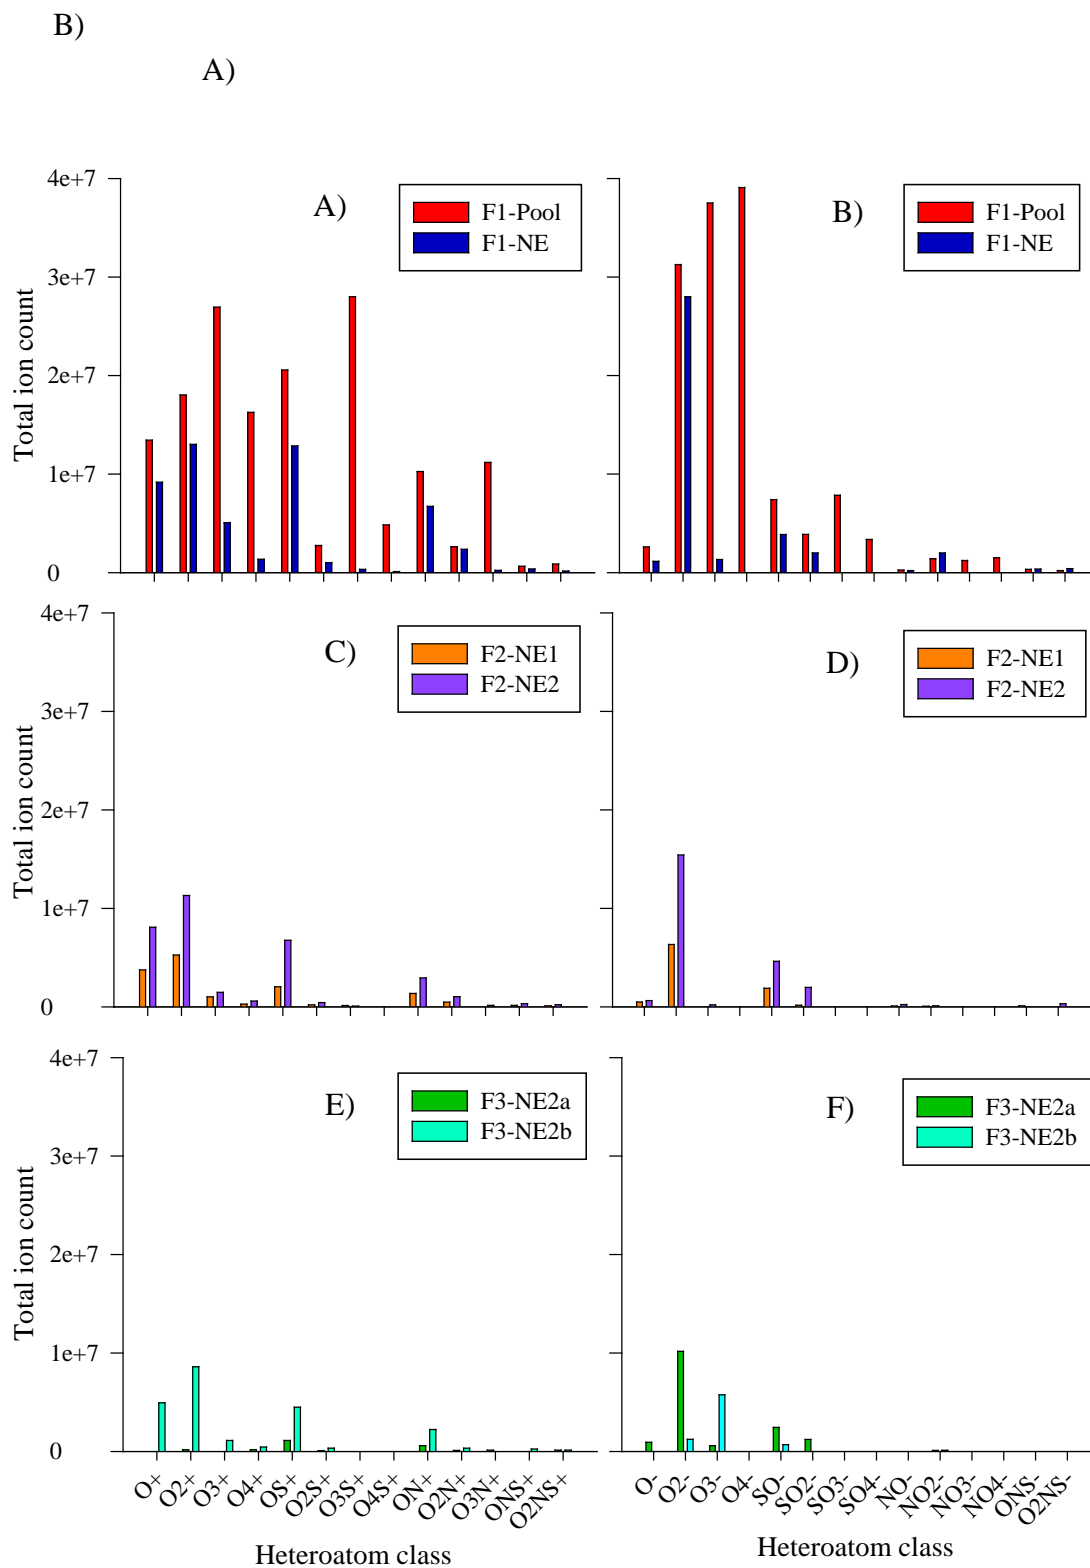 B)
A)
Total ion count
4e+7
3e+7
2e+7
1e+7
0
A)
F1-Pool
F1-NE
B)
F1-Pool
F1-NE
Total ion count
4e+7
3e+7
2e+7
1e+7
0
C)
F2-NE1
F2-NE2
D)
F2-NE1
F2-NE2
Total ion count
4e+7
3e+7
2e+7
1e+7
0
E)
F3-NE2a
F3-NE2b
F)
F3-NE2a
F3-NE2b
O+
O2+
O3+
O4+
OS+
O2S+
O3S+
O4S+
ON+
O2N+
O3N+
ONS+
O2NS+
Heteroatom class
O-
O2-
O3-
O4-
SO-
SO2-
SO3-
SO4-
NO-
NO2-
NO3-
NO4-
ONS-
O2NS-
Heteroatom class